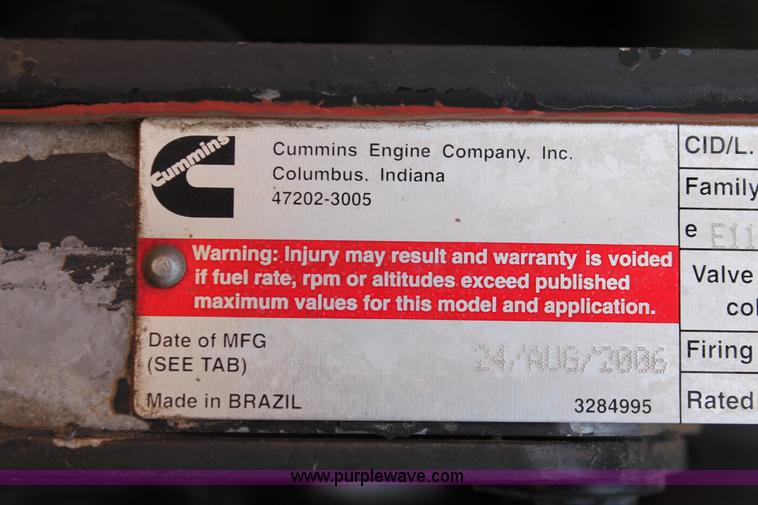 Cummins
Cummins Engine Company. Inc.
Columbus. Indiana
47202-3005
Warning: Injury may result and warranty is voided
if fuel rate, rpm or altitudes exceed published
maximum values for this model and application.
Date of MFG
(SEE TAB)
24/AUG/2006
Made in BRAZIL
3284995
CID/L.
Family
e E11
Valve
col
Firing
Rated
www.purplewave.com